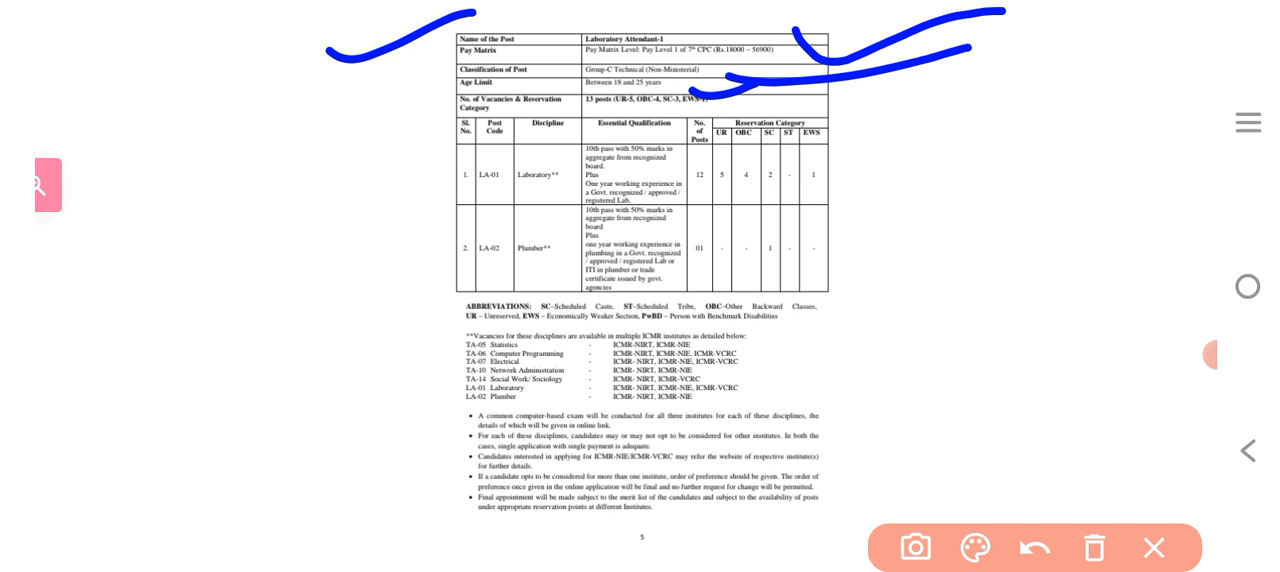 Name of the Post Laboratory Attendant-1
Pay Matrix Pay Matrix Level: Pay Level 1 of 7th CPC (Rs.18000 – 56900)
Classification of Post Group-C Technical (Non-Ministerial)
Age Limit Between 18 and 25 years
No. of Vacancies & Reservation 13 posts (UR-5, OBC-4, SC-3, EWS-1)
Category
Sl. Post Discipline Essential Qualification No. Reservation Category
No. Code of UR OBC SC ST EWS
Posts
10th pass with 50% marks in
aggregate from recognized
board.
1. LA-01 Laboratory** Plus 12 5 4 2 - 1
One year working experience in
a Govt. recognized / approved /
registered Lab.
10th pass with 50% marks in
aggregate from recognized
board
Plus
2. LA-02 Plumber** one year working experience in 01 - - 1 - -
plumbing in a Govt. recognized
/ approved / registered Lab or
ITI in plumber or trade
certificate issued by govt.
agencies
ABBREVIATIONS: SC–Scheduled Caste, ST–Scheduled Tribe, OBC–Other Backward Classes,
UR – Unreserved, EWS – Economically Weaker Section, PwBD – Person with Benchmark Disabilities
**Vacancies for these disciplines are available in multiple ICMR institutes as detailed below:
TA-05 Statistics - ICMR-NIRT, ICMR-NIE
TA-06 Computer Programming - ICMR-NIRT, ICMR-NIE, ICMR-VCRC
TA-07 Electrical - ICMR- NIRT, ICMR-NIE, ICMR-VCRC
TA-10 Network Administration - ICMR- NIRT, ICMR-NIE
TA-14 Social Work/ Sociology - ICMR- NIRT, ICMR-VCRC
LA-01 Laboratory - ICMR- NIRT, ICMR-NIE, ICMR-VCRC
LA-02 Plumber - ICMR- NIRT, ICMR-NIE
• A common computer-based exam will be conducted for all three institutes for each of these disciplines, the
details of which will be given in online link.
• For each of these disciplines, candidates may or may not opt to be considered for other institutes. In both the
cases, single application with single payment is adequate.
• Candidates interested in applying for ICMR-NIE/ICMR-VCRC may refer the website of respective institute(s)
for further details.
• If a candidate opts to be considered for more than one institute, order of preference should be given. The order of
preference once given in the online application will be final and no further request for change will be permitted.
• Final appointment will be made subject to the merit list of the candidates and subject to the availability of posts
under appropriate reservation points at different Institutes.
5